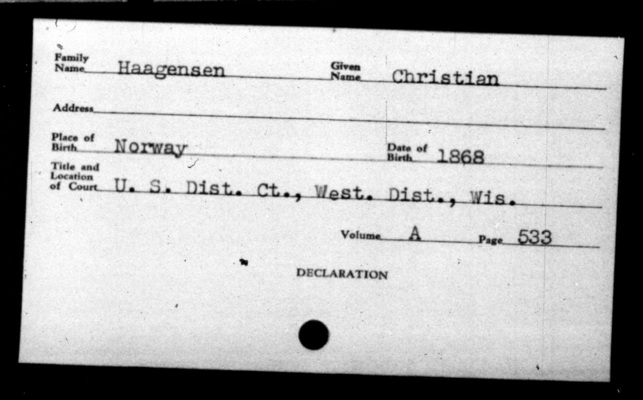 Family Name Haagensen Given Name Christian
Address
Place of Birth Norway Date of Birth 1868
Title and Location of Court U. S. Dist. Ct., West. Dist., Wis.
Volume A Page 533
DECLARATION